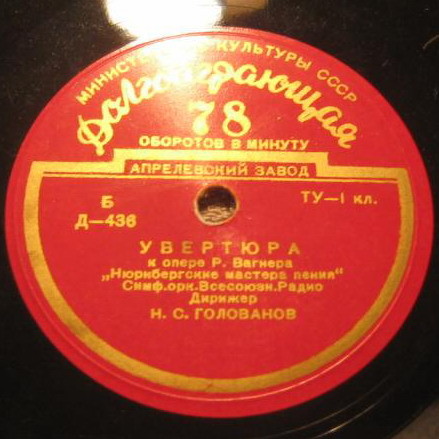 МИНИСТЕРСТВО КУЛЬТУРЫ СССР
Долгоиграющая
78
ОБОРОТОВ В МИНУТУ
АПРЕЛЕВСКИЙ ЗАВОД
Б
Д—436
ТУ—1 кл.
УВЕРТЮРА
к опере Р. Вагнера
„Нюрнбергские мастера пения"
Симф.орк.Всесоюзн.Радио
Дирижер
Н. С. ГОЛОВАНОВ